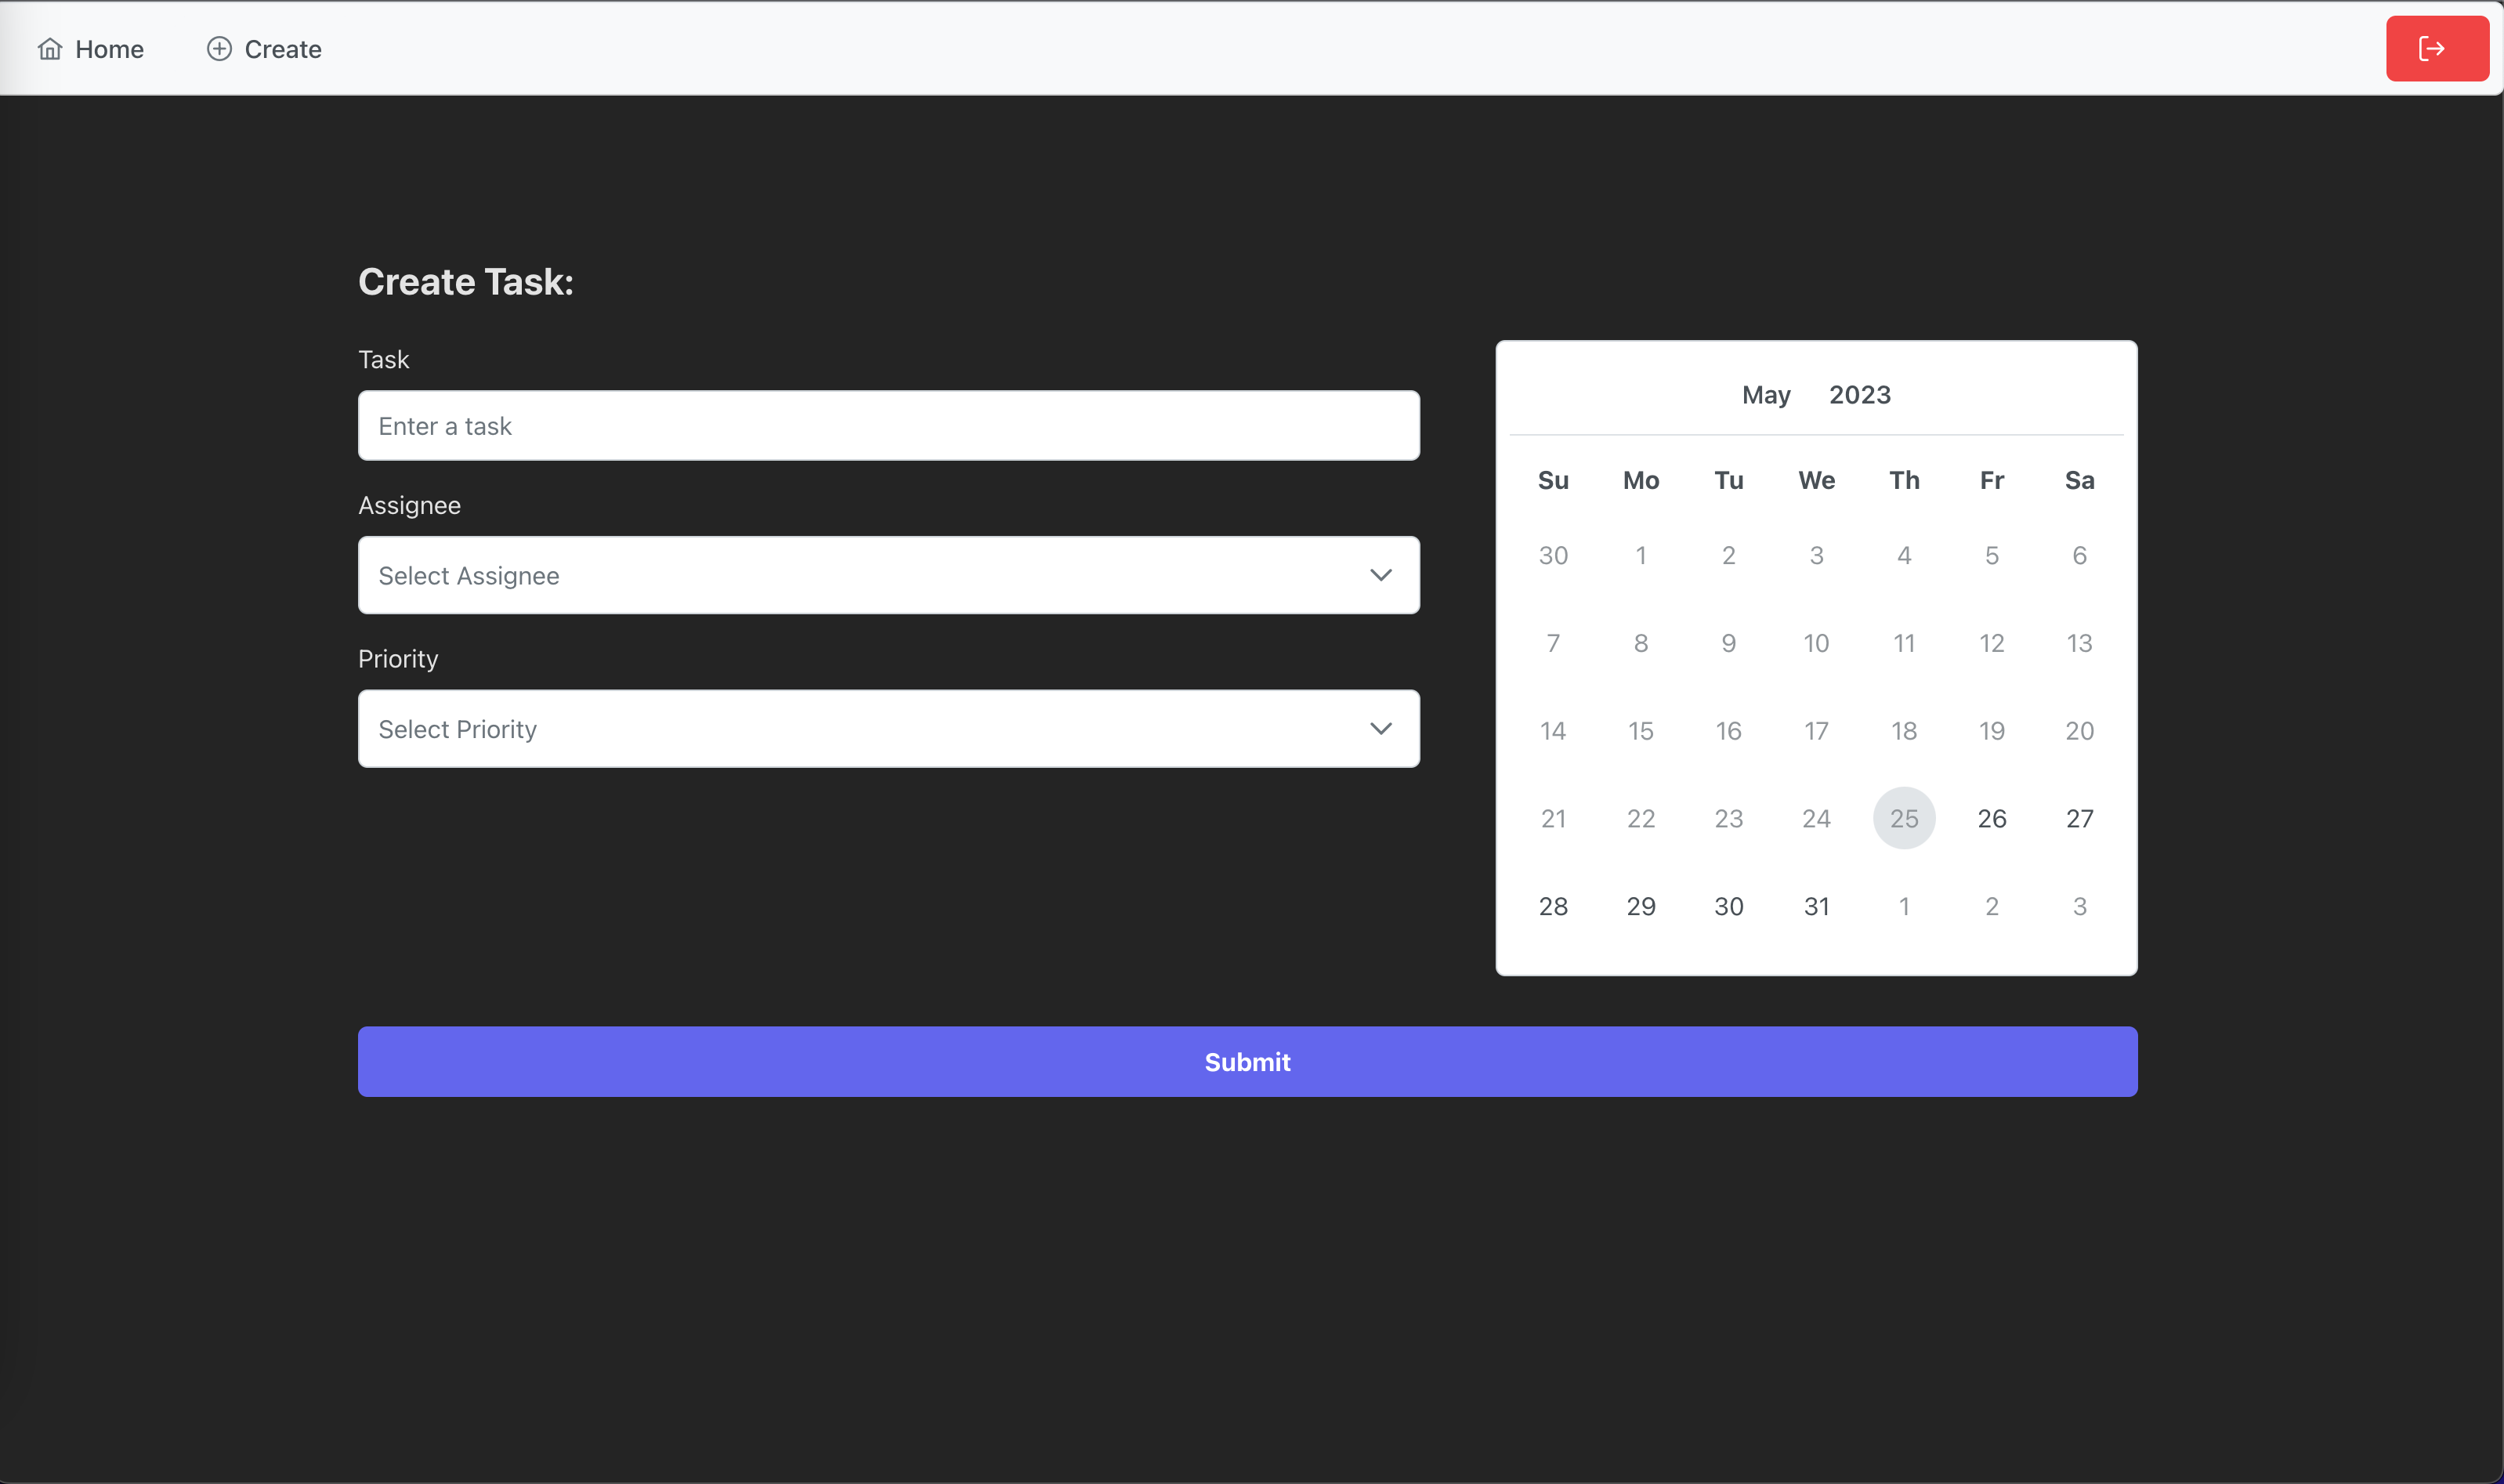 Home Create
Create Task:
Task
Enter a task
Assignee
Select Assignee
Priority
Select Priority
May 2023
Su Mo Tu We Th Fr Sa
30 1 2 3 4 5 6
7 8 9 10 11 12 13
14 15 16 17 18 19 20
21 22 23 24 25 26 27
28 29 30 31 1 2 3
Submit